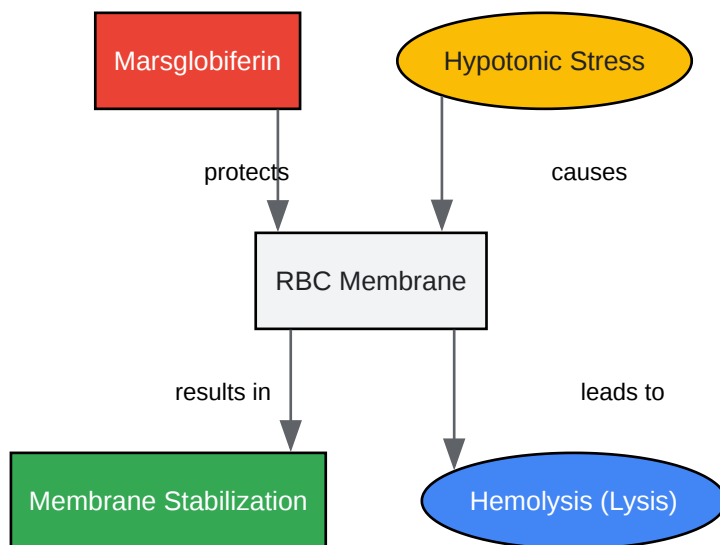 Marsglobiferin
Hypotonic Stress
protects
causes
RBC Membrane
results in
leads to
Membrane Stabilization
Hemolysis (Lysis)